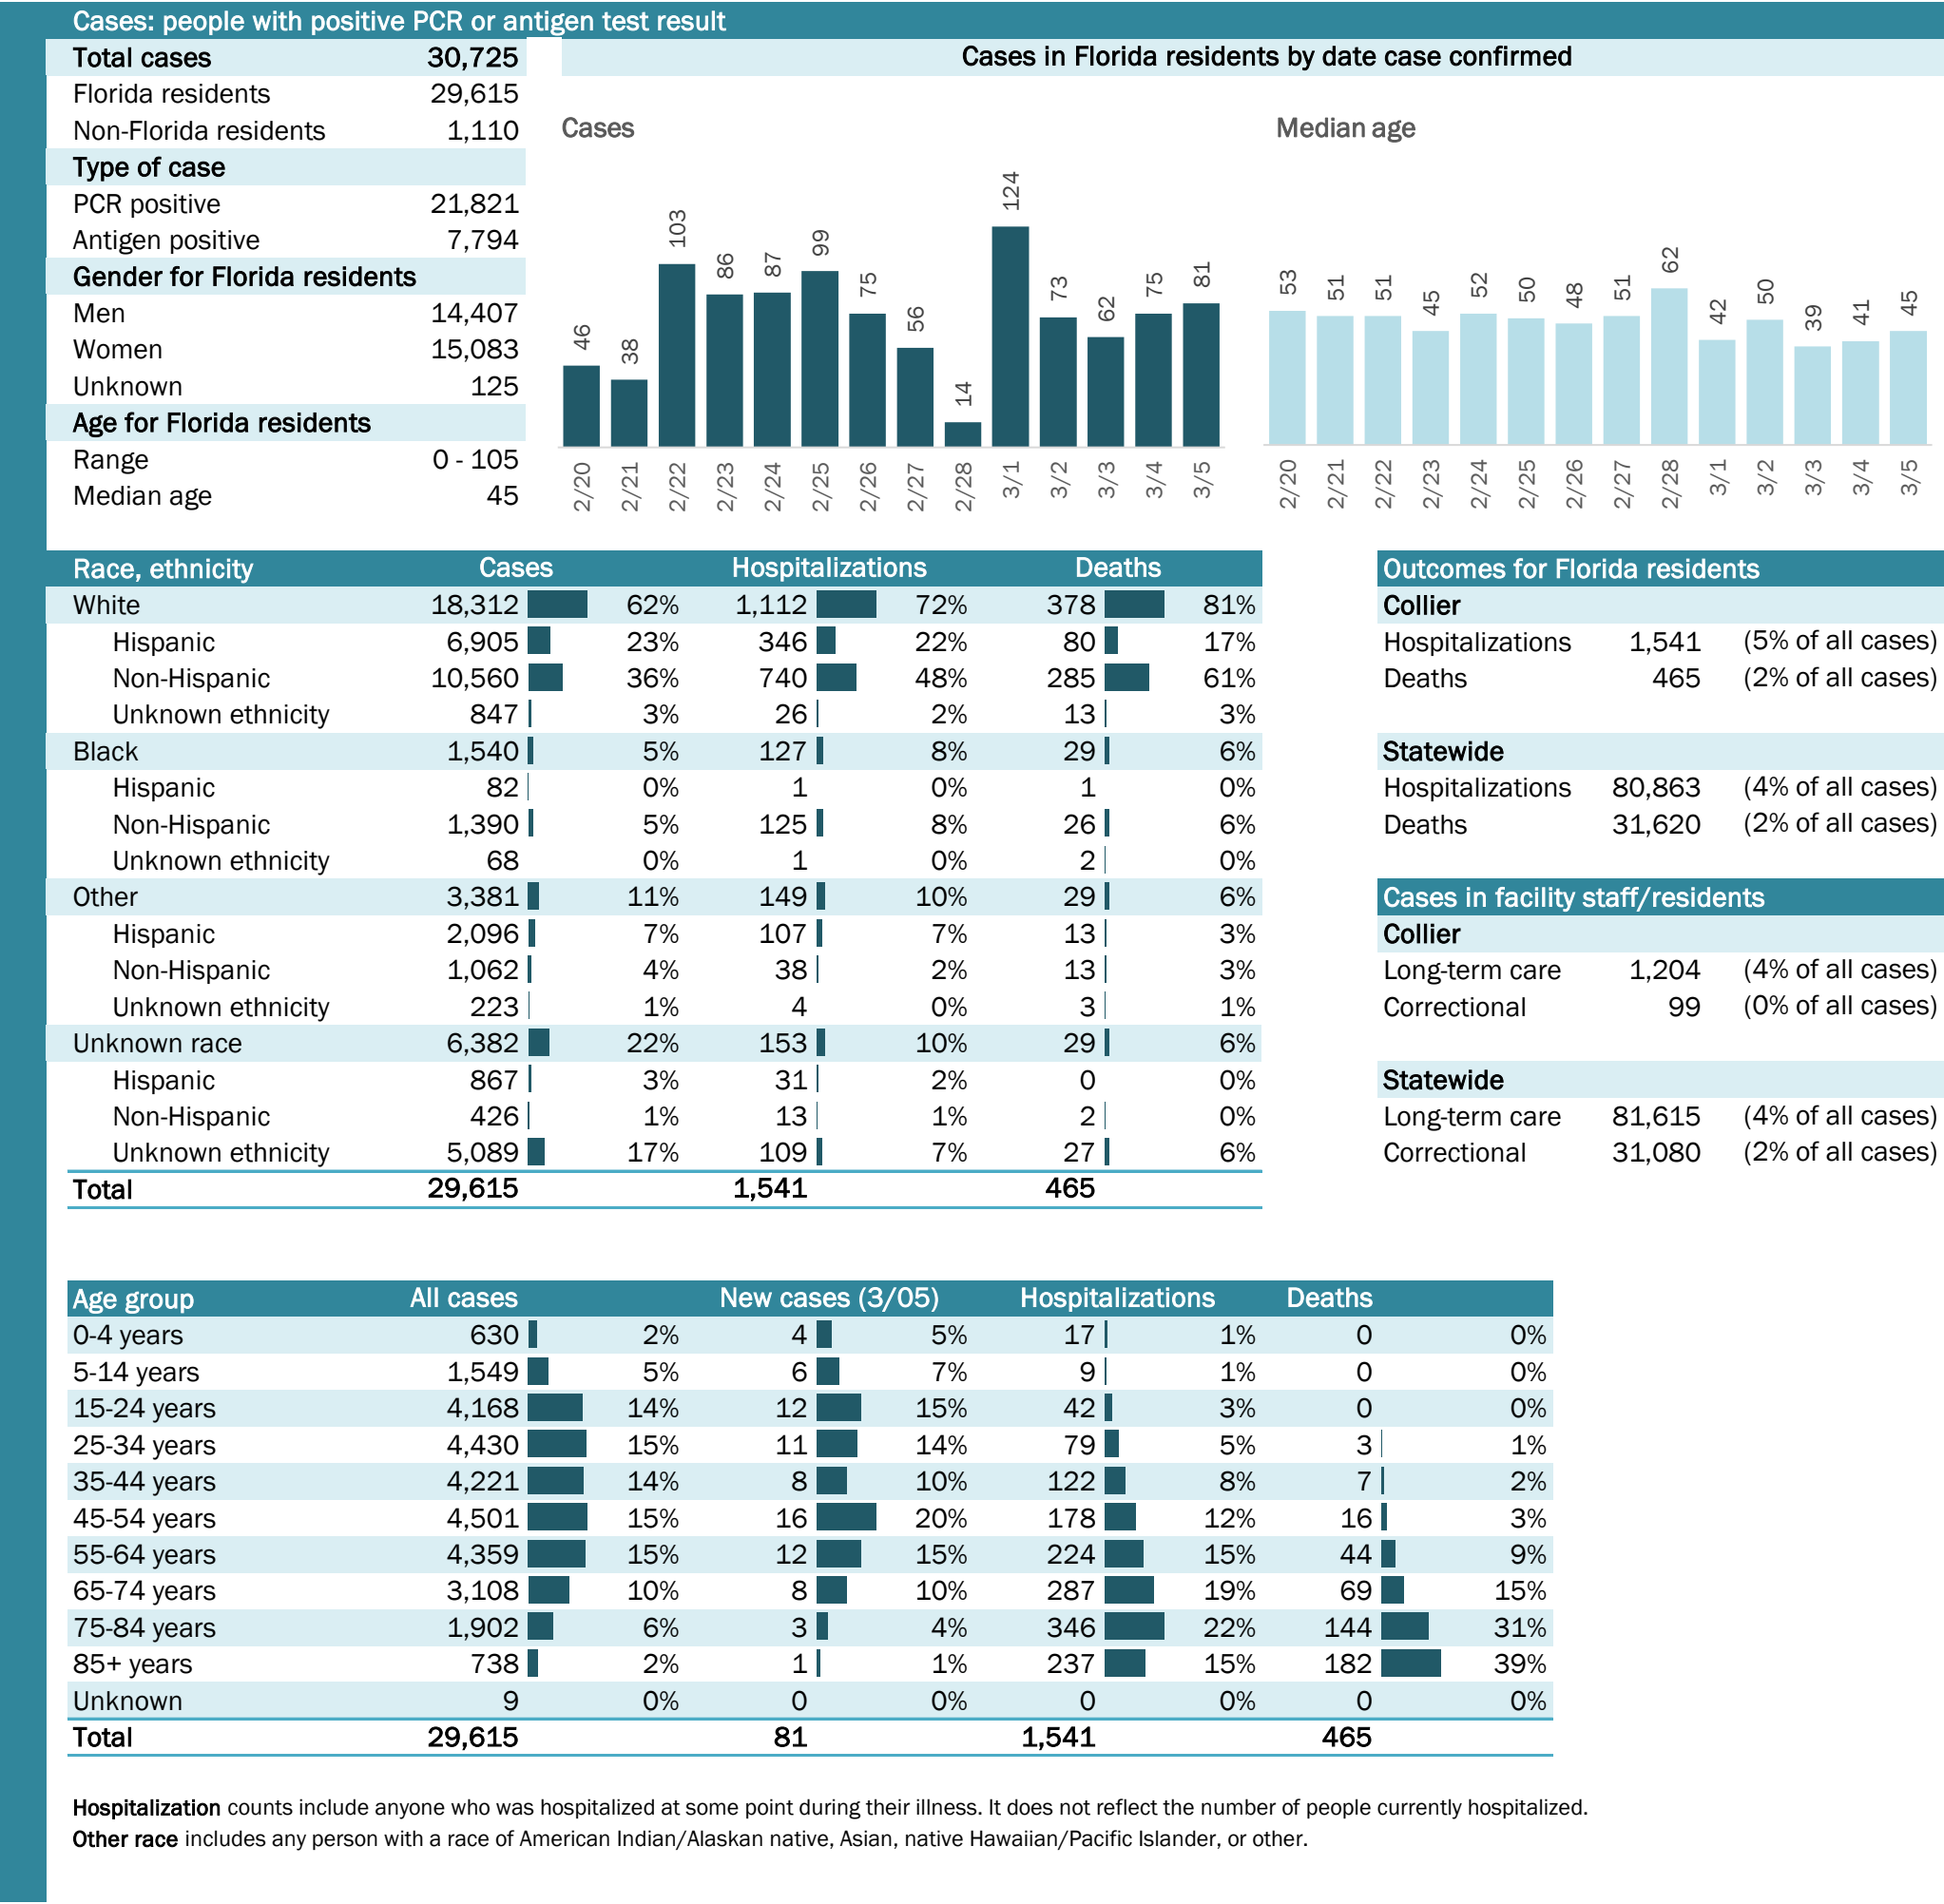 Cases: people with positive PCR or antigen test result
Total cases 30,725
Florida residents 29,615
Non-Florida residents 1,110
Type of case
PCR positive 21,821
Antigen positive 7,794
Gender for Florida residents
Men 14,407
Women 15,083
Unknown 125
Age for Florida residents
Range 0 - 105
Median age 45
Cases in Florida residents by date case confirmed
Cases
46 38 103 86 87 99 75 56 14 124 73 62 75 81
2/20 2/21 2/22 2/23 2/24 2/25 2/26 2/27 2/28 3/1 3/2 3/3 3/4 3/5
Median age
53 51 51 45 52 50 48 51 62 42 50 39 41 45
2/20 2/21 2/22 2/23 2/24 2/25 2/26 2/27 2/28 3/1 3/2 3/3 3/4 3/5
Race, ethnicity Cases Hospitalizations Deaths
White 18,312 62% 1,112 72% 378 81%
Hispanic 6,905 23% 346 22% 80 17%
Non-Hispanic 10,560 36% 740 48% 285 61%
Unknown ethnicity 847 3% 26 2% 13 3%
Black 1,540 5% 127 8% 29 6%
Hispanic 82 0% 1 0% 1 0%
Non-Hispanic 1,390 5% 125 8% 26 6%
Unknown ethnicity 68 0% 1 0% 2 0%
Other 3,381 11% 149 10% 29 6%
Hispanic 2,096 7% 107 7% 13 3%
Non-Hispanic 1,062 4% 38 2% 13 3%
Unknown ethnicity 223 1% 4 0% 3 1%
Unknown race 6,382 22% 153 10% 29 6%
Hispanic 867 3% 31 2% 0 0%
Non-Hispanic 426 1% 13 1% 2 0%
Unknown ethnicity 5,089 17% 109 7% 27 6%
Total 29,615 1,541 465
Outcomes for Florida residents
Collier
Hospitalizations 1,541 (5% of all cases)
Deaths 465 (2% of all cases)
Statewide
Hospitalizations 80,863 (4% of all cases)
Deaths 31,620 (2% of all cases)
Cases in facility staff/residents
Collier
Long-term care 1,204 (4% of all cases)
Correctional 99 (0% of all cases)
Statewide
Long-term care 81,615 (4% of all cases)
Correctional 31,080 (2% of all cases)
Age group All cases New cases (3/05) Hospitalizations Deaths
0-4 years 630 2% 4 5% 17 1% 0 0%
5-14 years 1,549 5% 6 7% 9 1% 0 0%
15-24 years 4,168 14% 12 15% 42 3% 0 0%
25-34 years 4,430 15% 11 14% 79 5% 3 1%
35-44 years 4,221 14% 8 10% 122 8% 7 2%
45-54 years 4,501 15% 16 20% 178 12% 16 3%
55-64 years 4,359 15% 12 15% 224 15% 44 9%
65-74 years 3,108 10% 8 10% 287 19% 69 15%
75-84 years 1,902 6% 3 4% 346 22% 144 31%
85+ years 738 2% 1 1% 237 15% 182 39%
Unknown 9 0% 0 0% 0 0% 0 0%
Total 29,615 81 1,541 465
Hospitalization counts include anyone who was hospitalized at some point during their illness. It does not reflect the number of people currently hospitalized.
Other race includes any person with a race of American Indian/Alaskan native, Asian, native Hawaiian/Pacific Islander, or other.